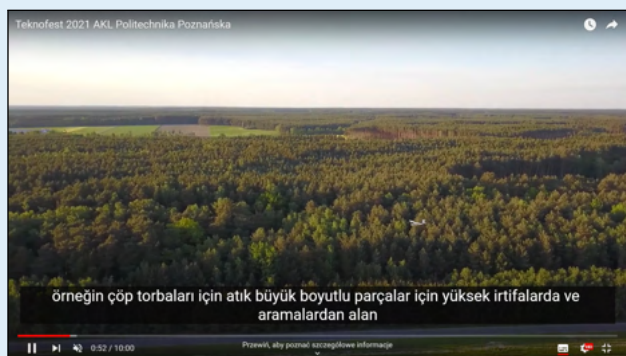 Teknofest 2021 AKL Politechnika Poznańska
örneğin çöp torbaları için atık büyük boyutlu parçalar için yüksek irtifalarda ve
aramalardan alan
0:52 / 10:00
Przewiń, aby poznać szczegółowe informacje